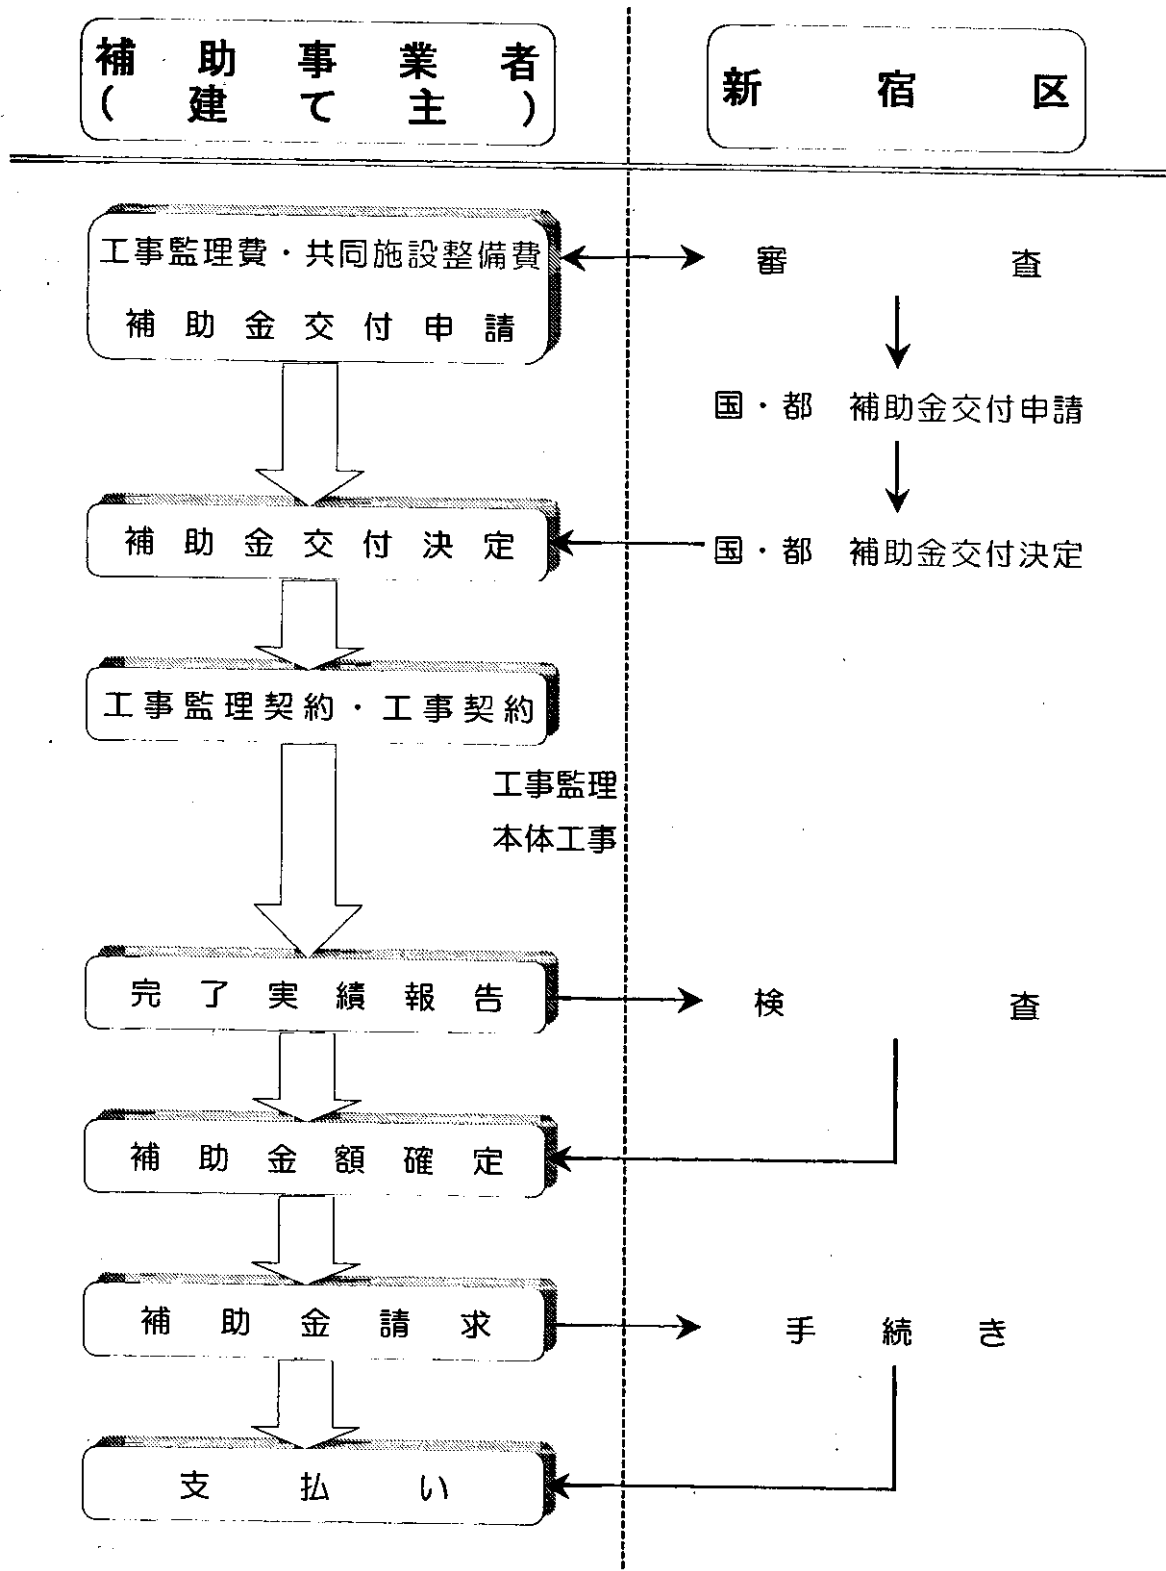 補助事業者
(建て主)
新宿区
工事監理費・共同施設整備費
補助金交付申請
審査
国・都 補助金交付申請
補助金交付決定
国・都 補助金交付決定
工事監理契約・工事契約
工事監理
本体工事
完了実績報告
検査
補助金額確定
補助金請求
手続き
支払い